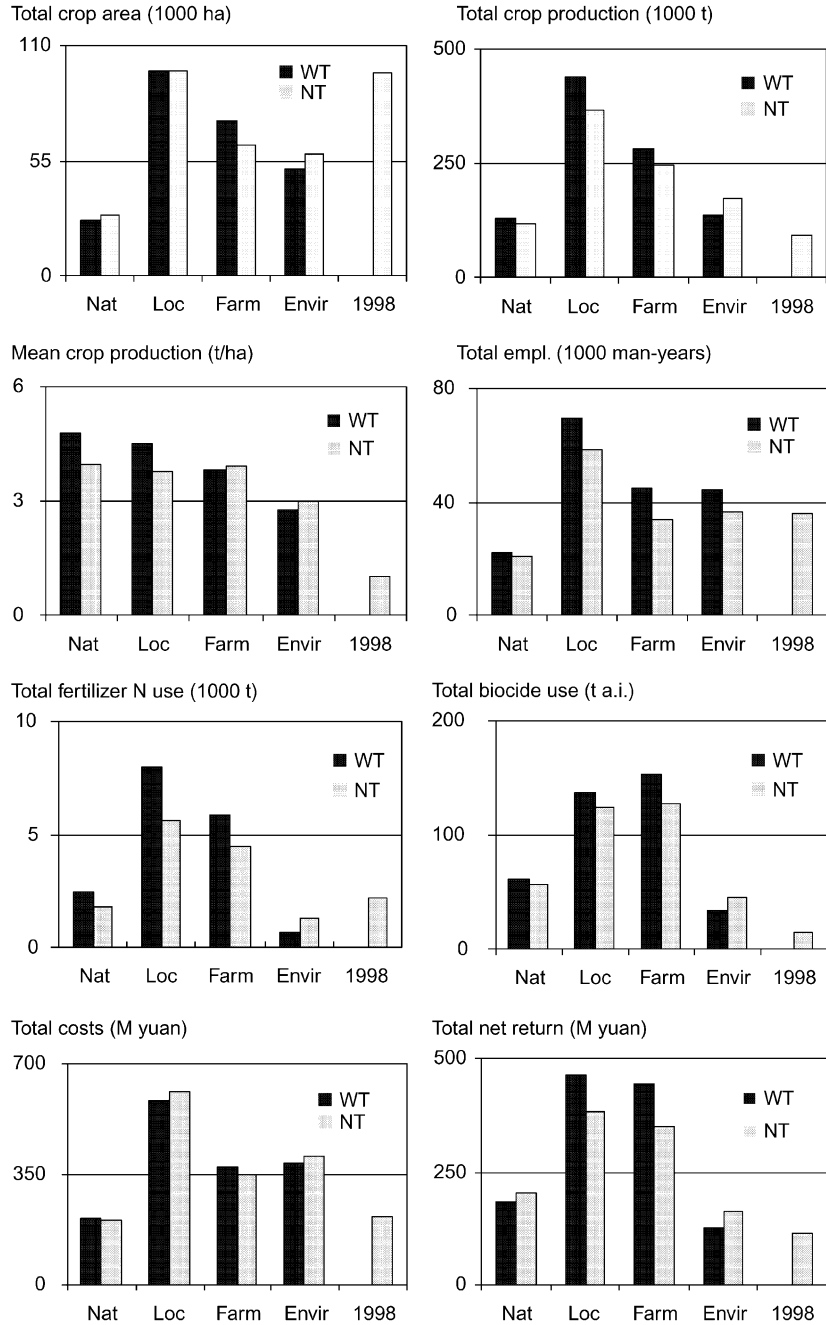 Total crop area (1000 ha)
110
55
0
WT
NT
Nat Loc Farm Envir 1998
Total crop production (1000 t)
500
250
0
WT
NT
Nat Loc Farm Envir 1998
Mean crop production (t/ha)
6
3
0
WT
NT
Nat Loc Farm Envir 1998
Total empl. (1000 man-years)
80
40
0
WT
NT
Nat Loc Farm Envir 1998
Total fertilizer N use (1000 t)
10
5
0
WT
NT
Nat Loc Farm Envir 1998
Total biocide use (t a.i.)
200
100
0
WT
NT
Nat Loc Farm Envir 1998
Total costs (M yuan)
700
350
0
WT
NT
Nat Loc Farm Envir 1998
Total net return (M yuan)
500
250
0
WT
NT
Nat Loc Farm Envir 1998